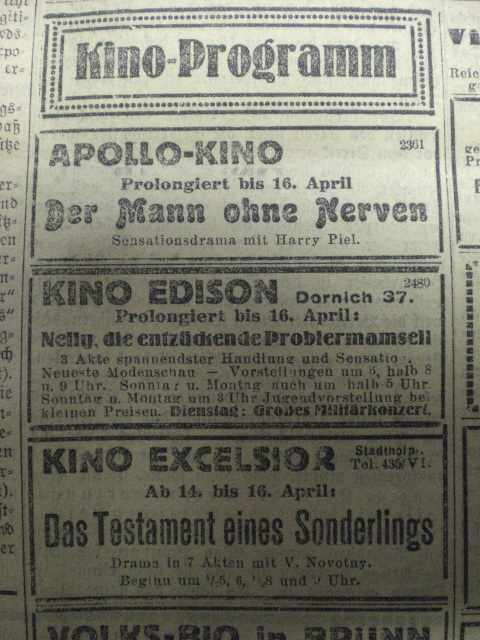 Kino-Programm
APOLLO-KINO 2361
Prolongiert bis 16. April
Der Mann ohne Nerven
Sensationsdrama mit Harry Piel.
KINO EDISON Dornich 37. 2480
Prolongiert bis 16. April:
Nelly, die entzückende Probiermamsell
3 Akte spannendster Handlung und
Neueste Modenschau — Vorstellungen um 6, halb 8
u. 9 Uhr. Sonntag u. Montag auch um halb 5 Uhr.
Sonntag u. Montag um 3 Uhr Jugendvorstellung bei
kleinen Preisen. Dienstag: Großes Militärkonzert.
KINO EXCELSIOR
Tel. 435/VI.
Ab 14. bis 16. April:
Das Testament eines Sonderlings
Drama in 7 Akten mit V. Novotny.
Beginn um ½5, 6, ½8 und 9 Uhr.
VOLKS-BIO in BRÜNN